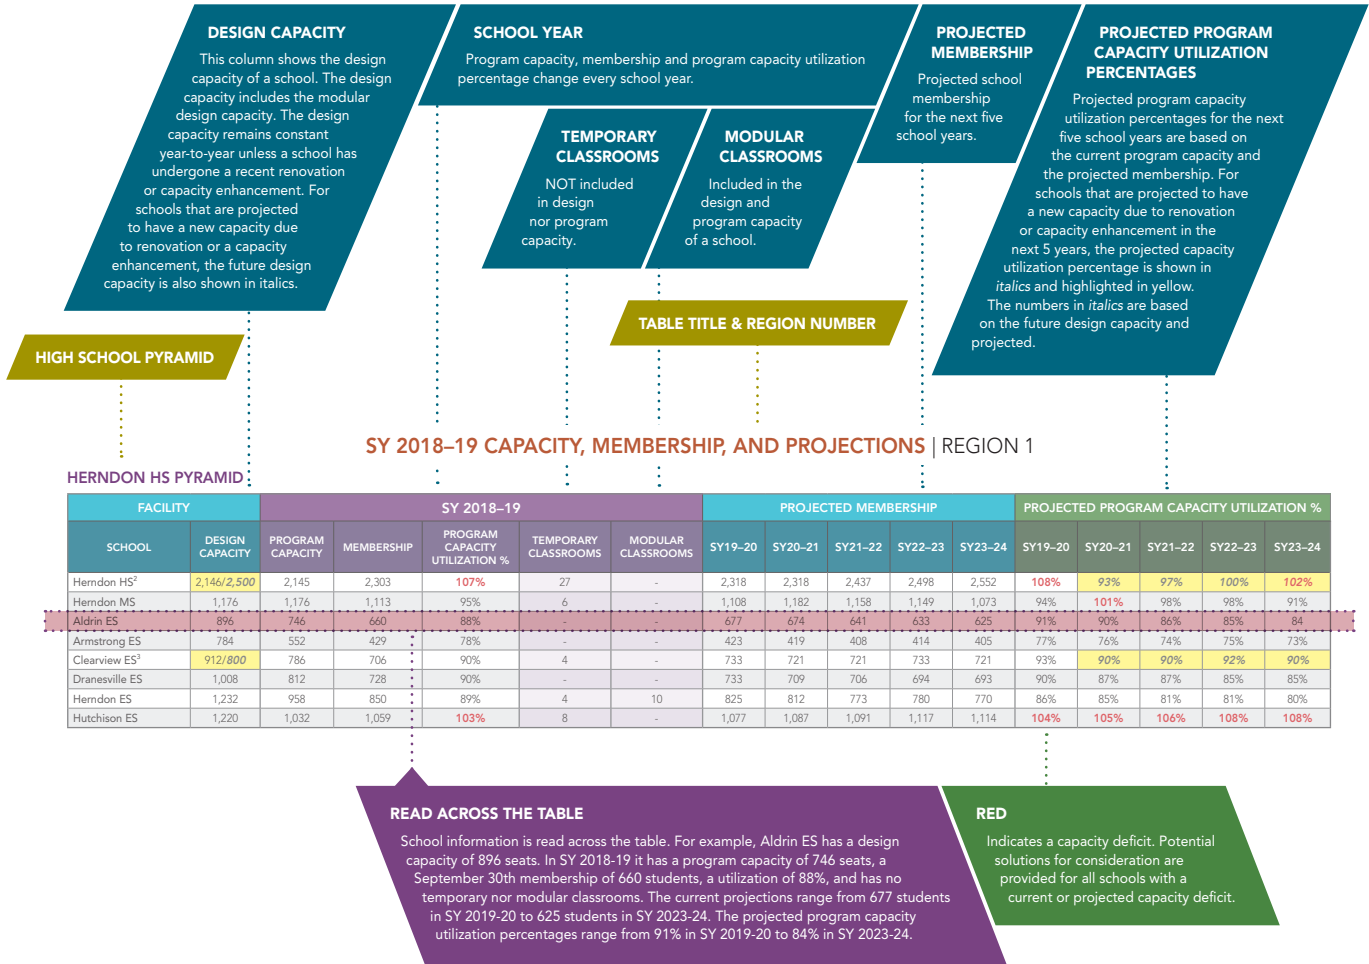 DESIGN CAPACITY
This column shows the design
capacity of a school. The design
capacity includes the modular
design capacity. The design
capacity remains constant
year-to-year unless a school has
undergone a recent renovation
or capacity enhancement. For
schools that are projected
to have a new capacity due
to renovation or a capacity
enhancement, the future design
capacity is also shown in italics.
SCHOOL YEAR
Program capacity, membership and program capacity utilization
percentage change every school year.
TEMPORARY
CLASSROOMS
NOT included
in design
nor program
capacity.
MODULAR
CLASSROOMS
Included in the
design and
program capacity
of a school.
PROJECTED
MEMBERSHIP
Projected school
membership
for the next five
school years.
PROJECTED PROGRAM
CAPACITY UTILIZATION
PERCENTAGES
Projected program capacity
utilization percentages for the next
five school years are based on
the current program capacity and
the projected membership. For
schools that are projected to have
a new capacity due to renovation
or capacity enhancement in the
next 5 years, the projected capacity
utilization percentage is shown in
italics and highlighted in yellow.
The numbers in italics are based
on the future design capacity and
projected.
HIGH SCHOOL PYRAMID
TABLE TITLE & REGION NUMBER
SY 2018–19 CAPACITY, MEMBERSHIP, AND PROJECTIONS | REGION 1
HERNDON HS PYRAMID
FACILITY SY 2018–19 PROJECTED MEMBERSHIP PROJECTED PROGRAM CAPACITY UTILIZATION %
SCHOOL DESIGN CAPACITY PROGRAM CAPACITY MEMBERSHIP PROGRAM CAPACITY UTILIZATION % TEMPORARY CLASSROOMS MODULAR CLASSROOMS SY19–20 SY20–21 SY21–22 SY22–23 SY23–24 SY19–20 SY20–21 SY21–22 SY22–23 SY23–24
Herndon HS² 2,146/2,500 2,145 2,303 107% 27 - 2,318 2,318 2,437 2,498 2,552 108% 93% 97% 100% 102%
Herndon MS 1,176 1,176 1,113 95% 6 - 1,108 1,182 1,158 1,149 1,073 94% 101% 98% 98% 91%
Aldrin ES 896 746 660 88% - - 677 674 641 633 625 91% 90% 86% 85% 84
Armstrong ES 784 552 429 78% - - 423 419 408 414 405 77% 76% 74% 75% 73%
Clearview ES³ 912/800 786 706 90% 4 - 733 721 721 733 721 93% 90% 90% 92% 90%
Dranesville ES 1,008 812 728 90% - - 733 709 706 694 693 90% 87% 87% 85% 85%
Herndon ES 1,232 958 850 89% 4 10 825 812 773 780 770 86% 85% 81% 81% 80%
Hutchison ES 1,220 1,032 1,059 103% 8 - 1,077 1,087 1,091 1,117 1,114 104% 105% 106% 108% 108%
READ ACROSS THE TABLE
School information is read across the table. For example, Aldrin ES has a design
capacity of 896 seats. In SY 2018-19 it has a program capacity of 746 seats, a
September 30th membership of 660 students, a utilization of 88%, and has no
temporary nor modular classrooms. The current projections range from 677 students
in SY 2019-20 to 625 students in SY 2023-24. The projected program capacity
utilization percentages range from 91% in SY 2019-20 to 84% in SY 2023-24.
RED
Indicates a capacity deficit. Potential
solutions for consideration are
provided for all schools with a
current or projected capacity deficit.